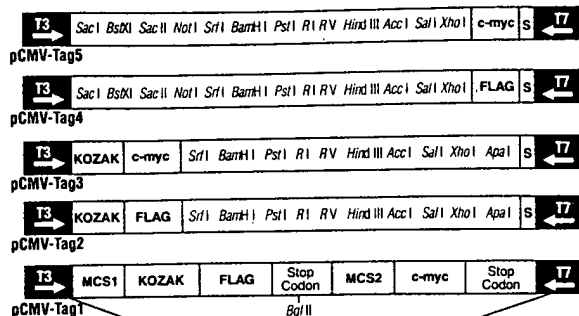 T3 Sac I BstXI Sac II Not I Srf I BamH I Pst I RI RV Hind III Acc I Sal I Xho I c-myc S T7
pCMV-Tag5
T3 Sac I BstXI Sac II Not I Srf I BamH I Pst I RI RV Hind III Acc I Sal I Xho I FLAG S T7
pCMV-Tag4
T3 KOZAK c-myc Srf I BamH I Pst I RI RV Hind III Acc I Sal I Xho I Apa I S T7
pCMV-Tag3
T3 KOZAK FLAG Srf I BamH I Pst I RI RV Hind III Acc I Sal I Xho I Apa I S T7
pCMV-Tag2
T3 MCS1 KOZAK FLAG Stop Codon MCS2 c-myc Stop Codon T7
pCMV-Tag1
Bgl II